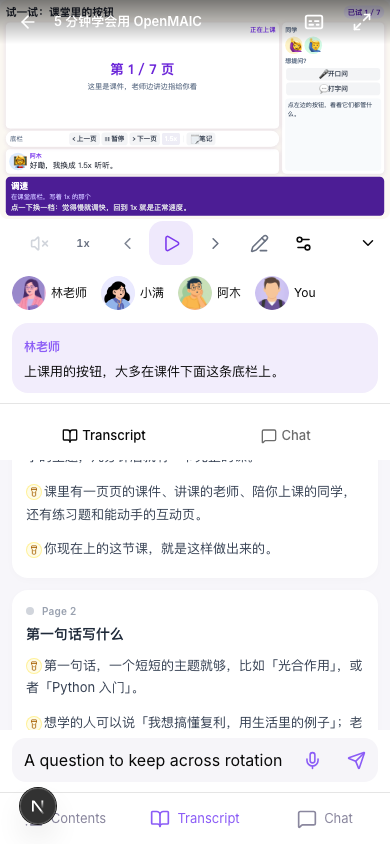 试一试：课堂里的按钮
已试 1 / 7
5 分钟学会用 OpenMAIC
正在上课
同学
第 1 / 7 页
这里是课件，老师边讲边指给你看
想提问？
🎤开口问
💬打字问
点左边的按钮，看看它们都管什么。
底栏
‹ 上一页
⏸ 暂停
› 下一页
1.5x
📝笔记
阿木
好嘞，我换成 1.5x 听听。
调速
在课堂底栏，写着 1x 的那个
点一下换一档：觉得慢就调快，回到 1x 就是正常速度。
1x
林老师
小满
阿木
You
林老师
上课用的按钮，大多在课件下面这条底栏上。
Transcript
Chat
课里有一页页的课件、讲课的老师、陪你上课的同学，
还有练习题和能动手的互动页。
你现在上的这节课，就是这样做出来的。
Page 2
第一句话写什么
第一句话，一个短短的主题就够，比如「光合作用」，或
者「Python 入门」。
想学的人可以说「我想搞懂复利，用生活里的例子」；老
A question to keep across rotation
N
Contents
Transcript
Chat